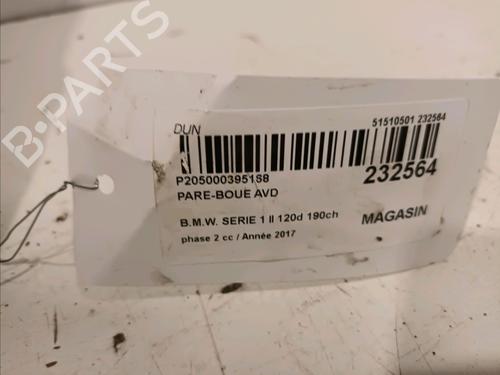 B-PARTS
DUN
51510501 232564
P205000395188
232564
PARE-BOUE AVD
B.M.W. SERIE 1 II 120d 190ch
MAGASIN
phase 2 cc / Année 2017